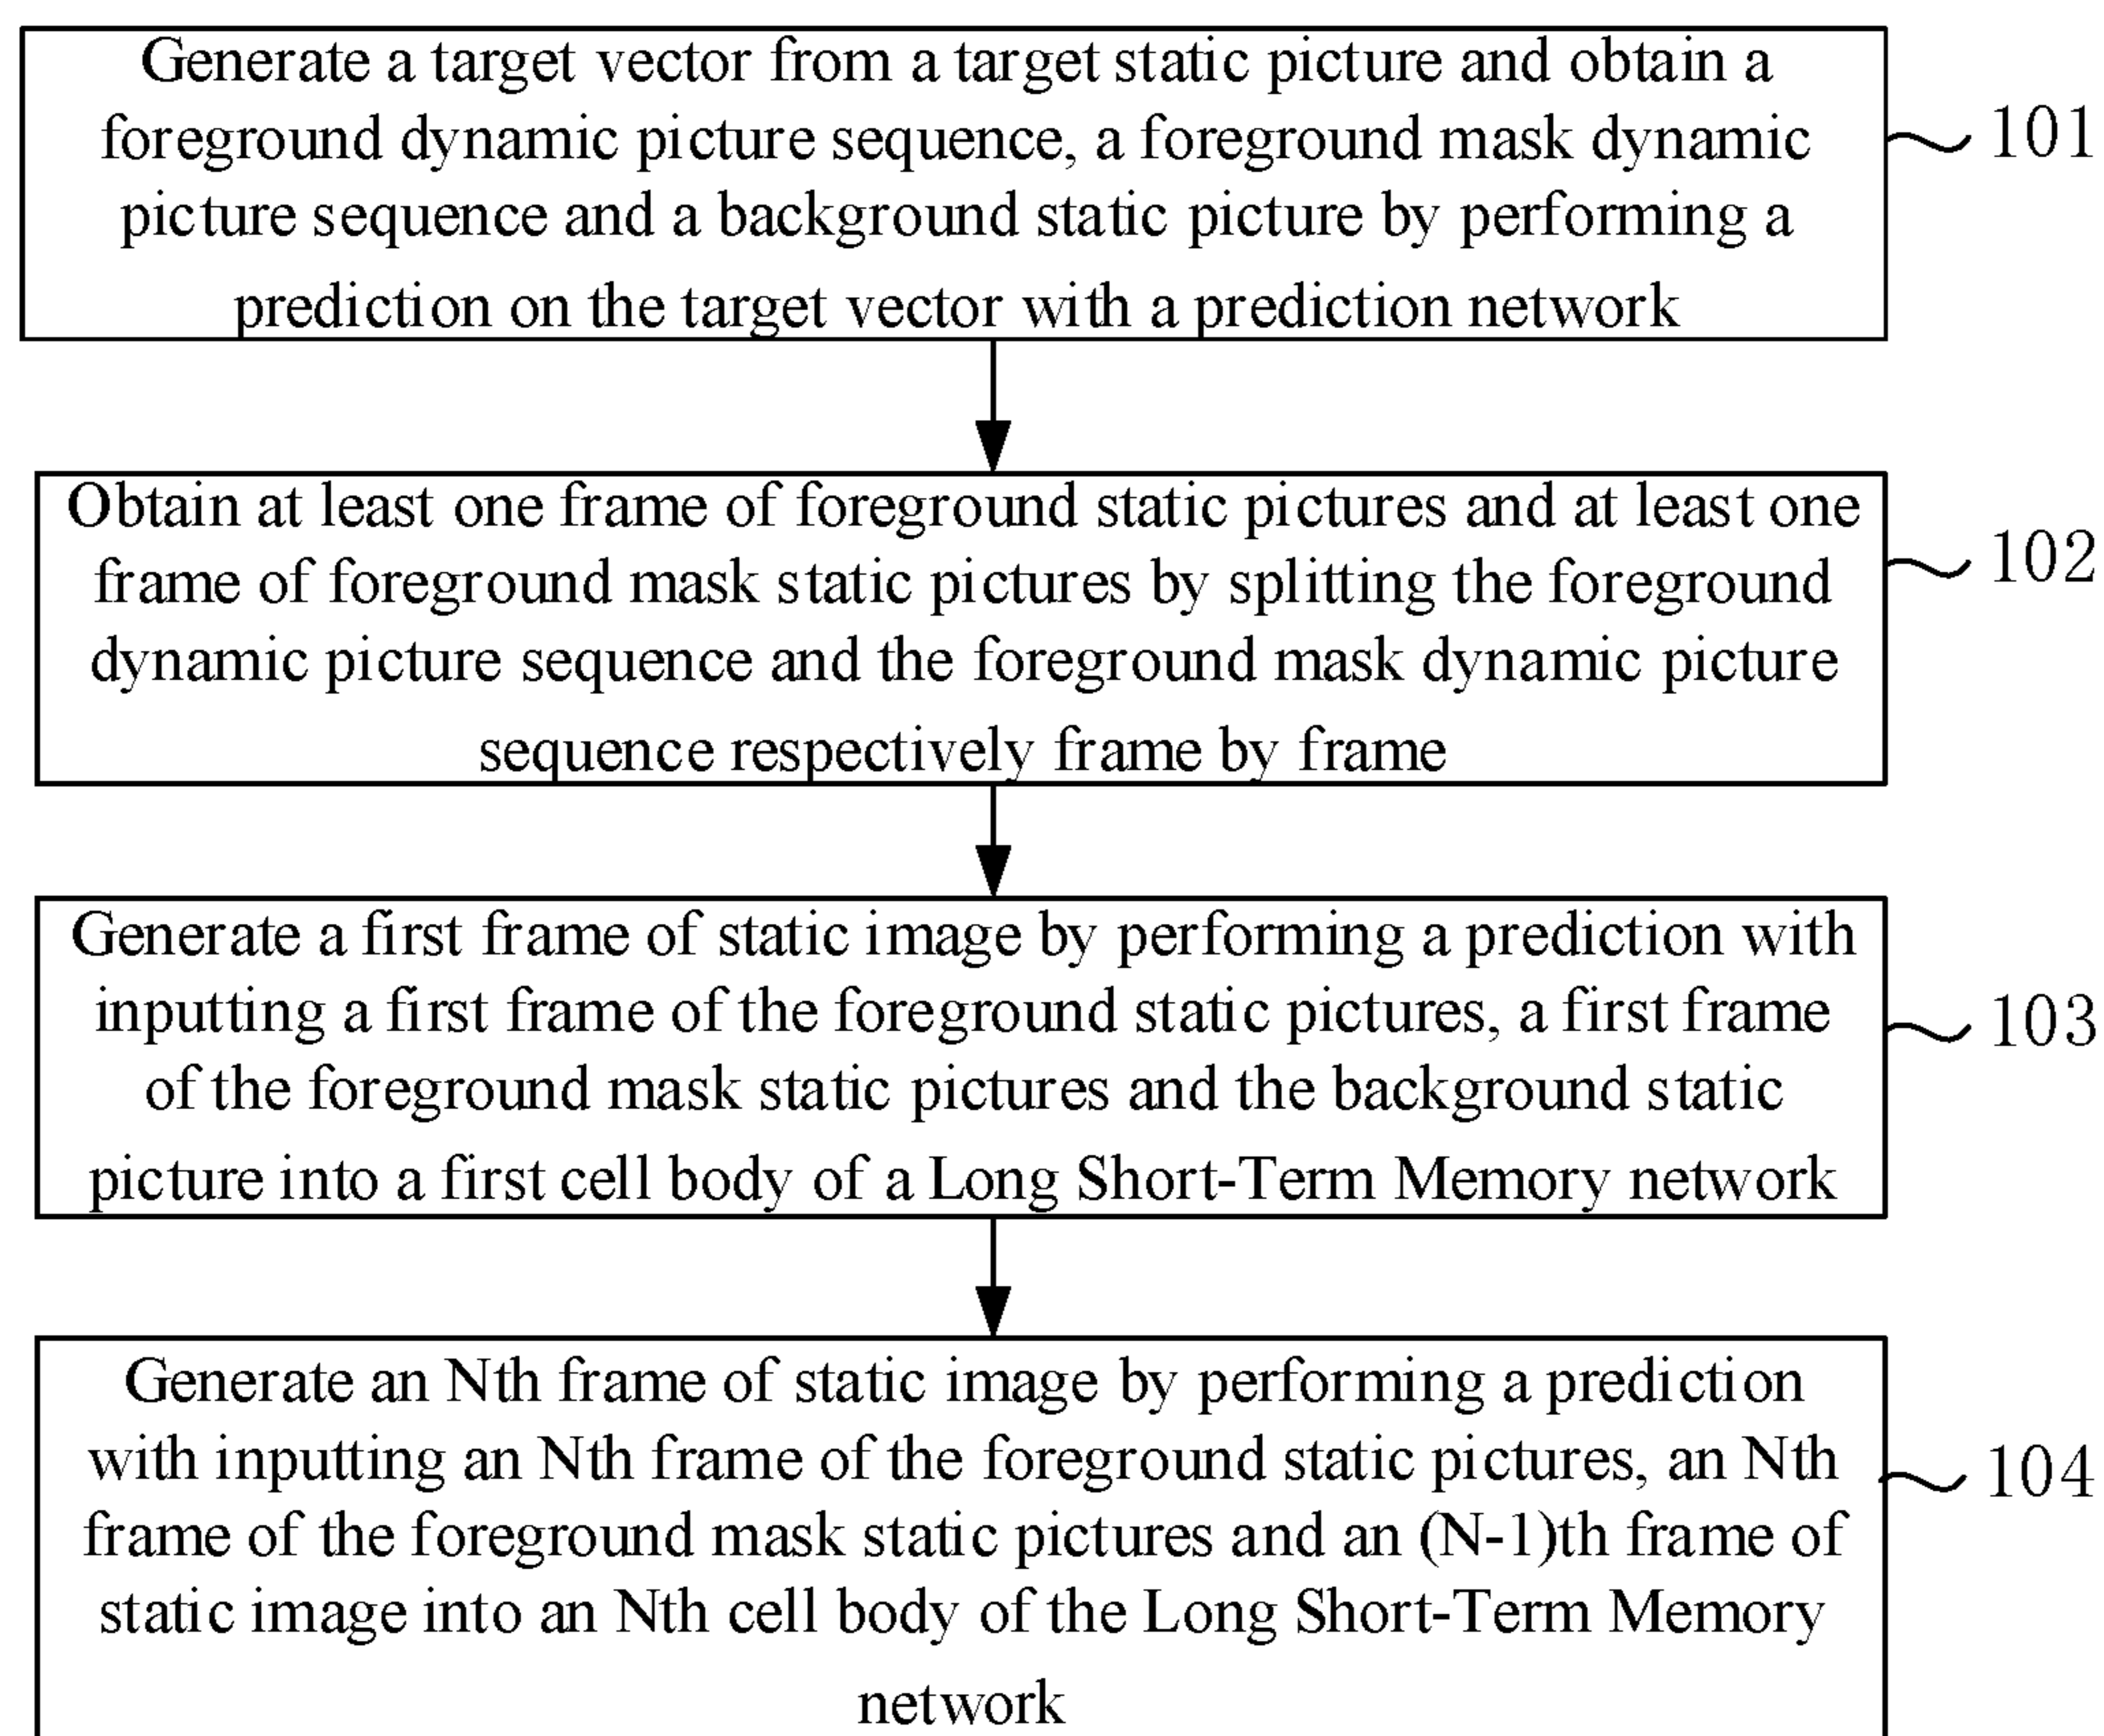 Generate a target vector from a target static picture and obtain a
foreground dynamic picture sequence, a foreground mask dynamic
picture sequence and a background static picture by performing a
prediction on the target vector with a prediction network
101
Obtain at least one frame of foreground static pictures and at least one
frame of foreground mask static pictures by splitting the foreground
dynamic picture sequence and the foreground mask dynamic picture
sequence respectively frame by frame
102
Generate a first frame of static image by performing a prediction with
inputting a first frame of the foreground static pictures, a first frame
of the foreground mask static pictures and the background static
picture into a first cell body of a Long Short-Term Memory network
103
Generate an Nth frame of static image by performing a prediction
with inputting an Nth frame of the foreground static pictures, an Nth
frame of the foreground mask static pictures and an (N-1)th frame of
static image into an Nth cell body of the Long Short-Term Memory
network
104